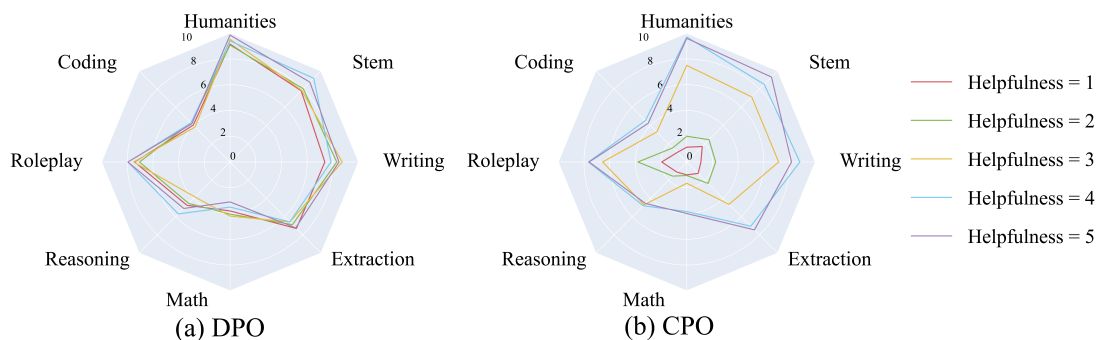 Humanities
10
8
6
4
2
0
Coding
Stem
Roleplay
Writing
Reasoning
Extraction
Math
(a) DPO
Humanities
10
8
6
4
2
0
Coding
Stem
Roleplay
Writing
Reasoning
Extraction
Math
(b) CPO
Helpfulness = 1
Helpfulness = 2
Helpfulness = 3
Helpfulness = 4
Helpfulness = 5